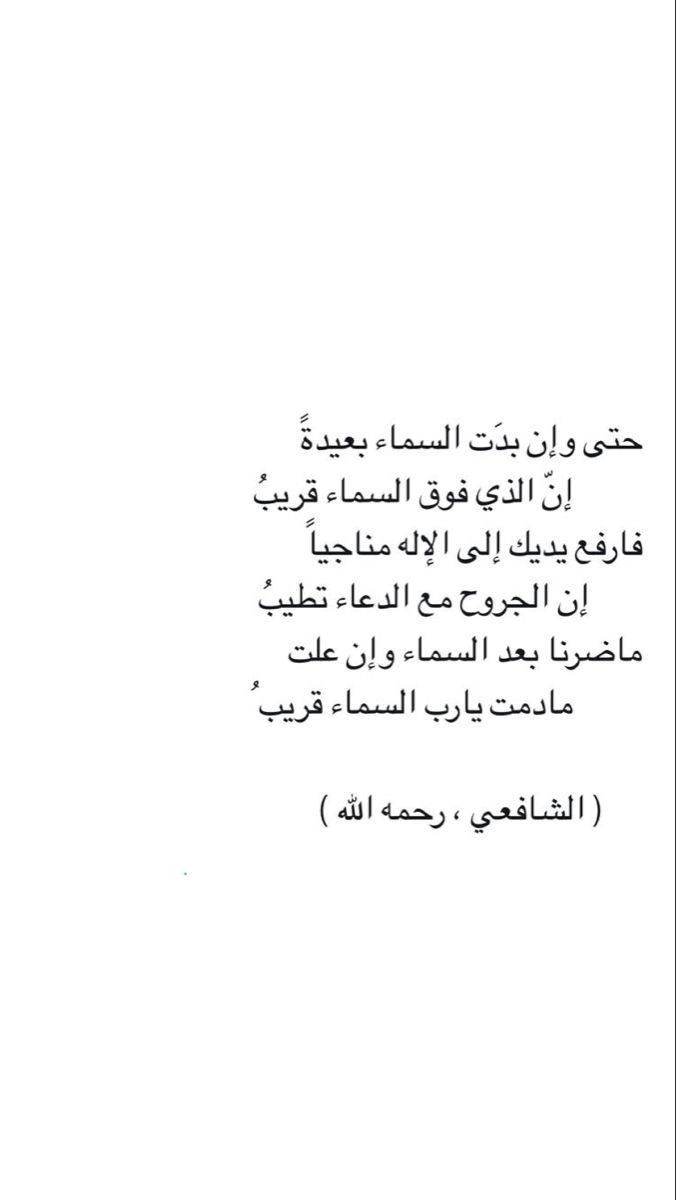 حتى وإن بدَت السماء بعيدةً
إنّ الذي فوق السماء قريبُ
فارفع يديك إلى الإله مناجياً
إن الجروح مع الدعاء تطيبُ
ماضرنا بعد السماء وإن علت
مادمت يارب السماء قريب ُ
( الشافعي ، رحمه الله )